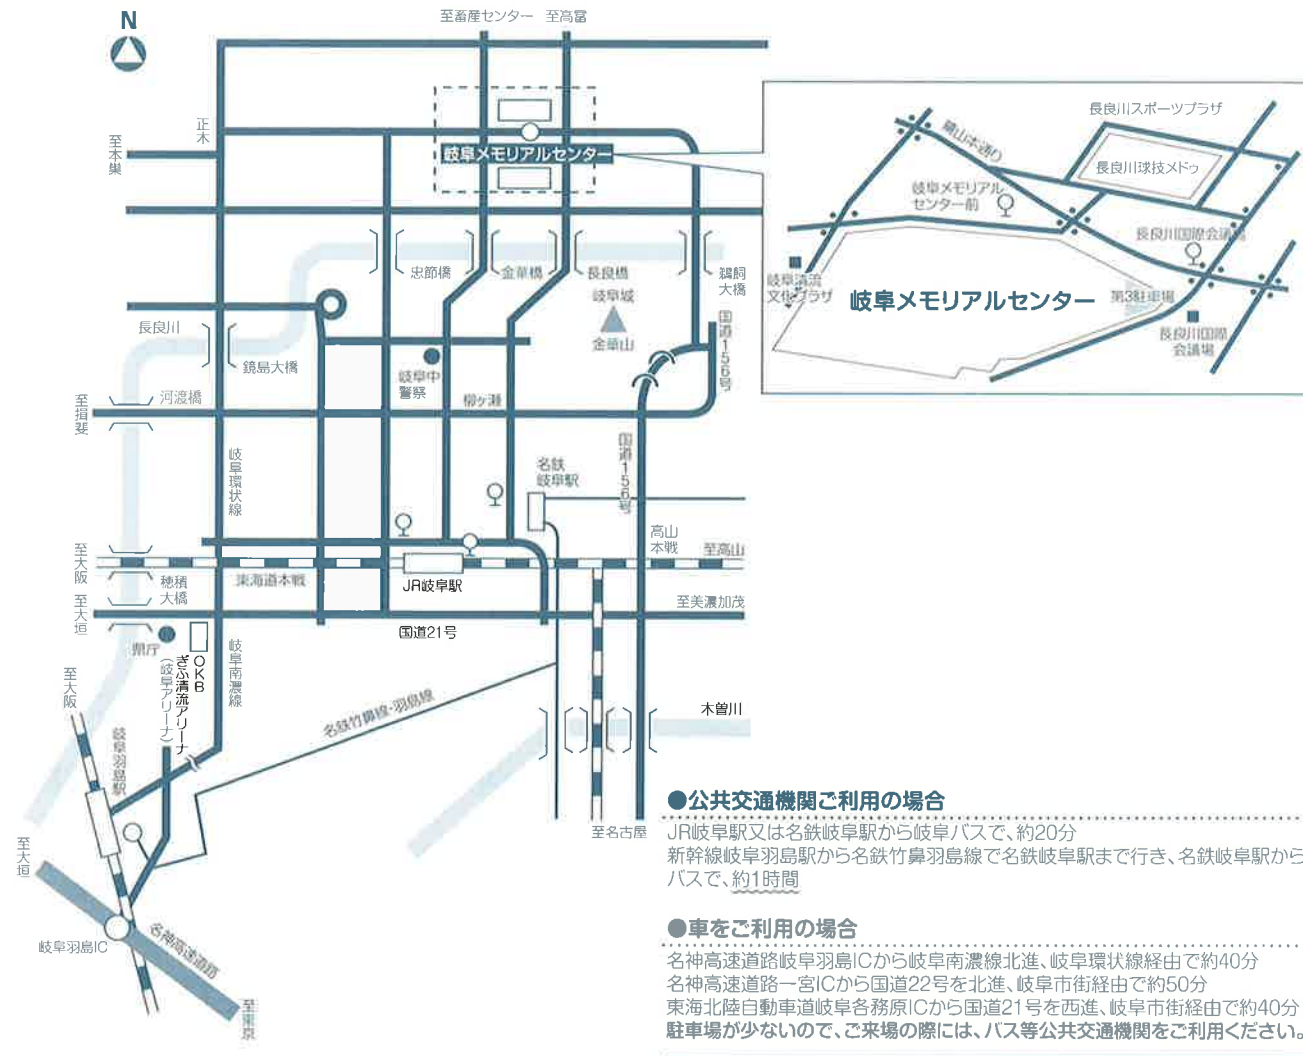 N
至畜産センター
至高富
正木
至本巣
岐阜メモリアルセンター
長良川スポーツプラザ
長良川球技メドゥ
岐阜メモリアル
センター前
長良川国際会議場
岐阜清流
文化プラザ
岐阜メモリアルセンター
第3駐車場
長良川国際
会議場
忠節橋
金華橋
長良橋
鵜飼
大橋
岐阜城
金華山
国道156号
長良川
鏡島大橋
岐阜中
警察
至揖斐
河渡橋
柳ヶ瀬
岐阜環状線
名鉄
岐阜駅
国道156号
高山
本戦
至高山
至大阪
穂積
大橋
東海道本戦
JR岐阜駅
至大垣
至美濃加茂
国道21号
県庁
OKB
ぎふ清流アリーナ
(岐阜アリーナ)
岐阜南濃線
至大阪
岐阜羽島駅
名鉄竹鼻線・羽島線
木曽川
至名古屋
至大垣
岐阜羽島IC
名神高速道路
至東京
●公共交通機関ご利用の場合
JR岐阜駅又は名鉄岐阜駅から岐阜バスで、約20分
新幹線岐阜羽島駅から名鉄竹鼻羽島線で名鉄岐阜駅まで行き、名鉄岐阜駅から
バスで、約1時間
●車をご利用の場合
名神高速道路岐阜羽島ICから岐阜南濃線北進、岐阜環状線経由で約40分
名神高速道路一宮ICから国道22号を北進、岐阜市街経由で約50分
東海北陸自動車道岐阜各務原ICから国道21号を西進、岐阜市街経由で約40分
駐車場が少ないので、ご来場の際には、バス等公共交通機関をご利用ください。